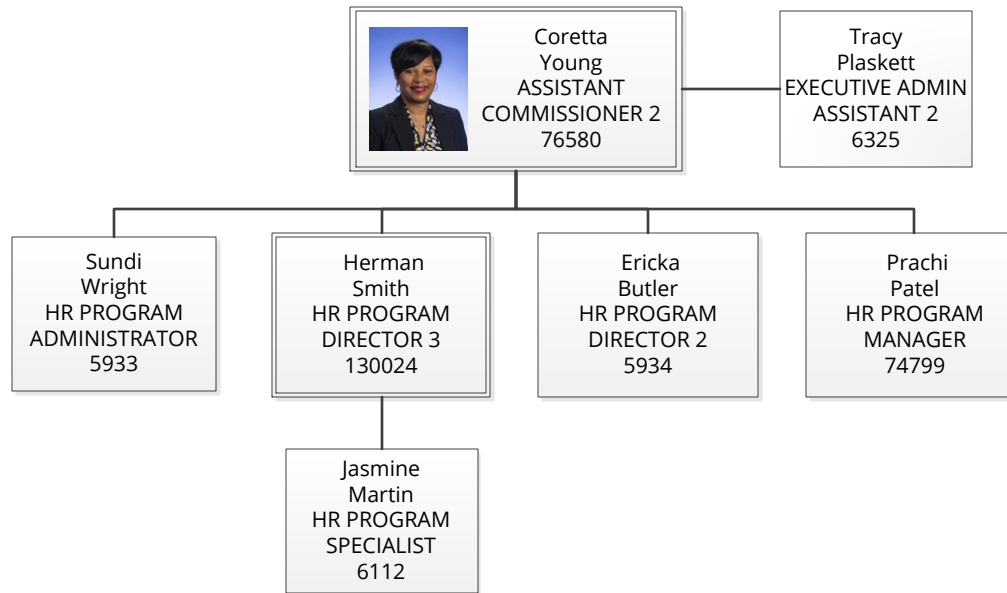 Coretta
Young
ASSISTANT
COMMISSIONER 2
76580
Tracy
Plaskett
EXECUTIVE ADMIN
ASSISTANT 2
6325
Sundi
Wright
HR PROGRAM
ADMINISTRATOR
5933
Herman
Smith
HR PROGRAM
DIRECTOR 3
130024
Ericka
Butler
HR PROGRAM
DIRECTOR 2
5934
Prachi
Patel
HR PROGRAM
MANAGER
74799
Jasmine
Martin
HR PROGRAM
SPECIALIST
6112